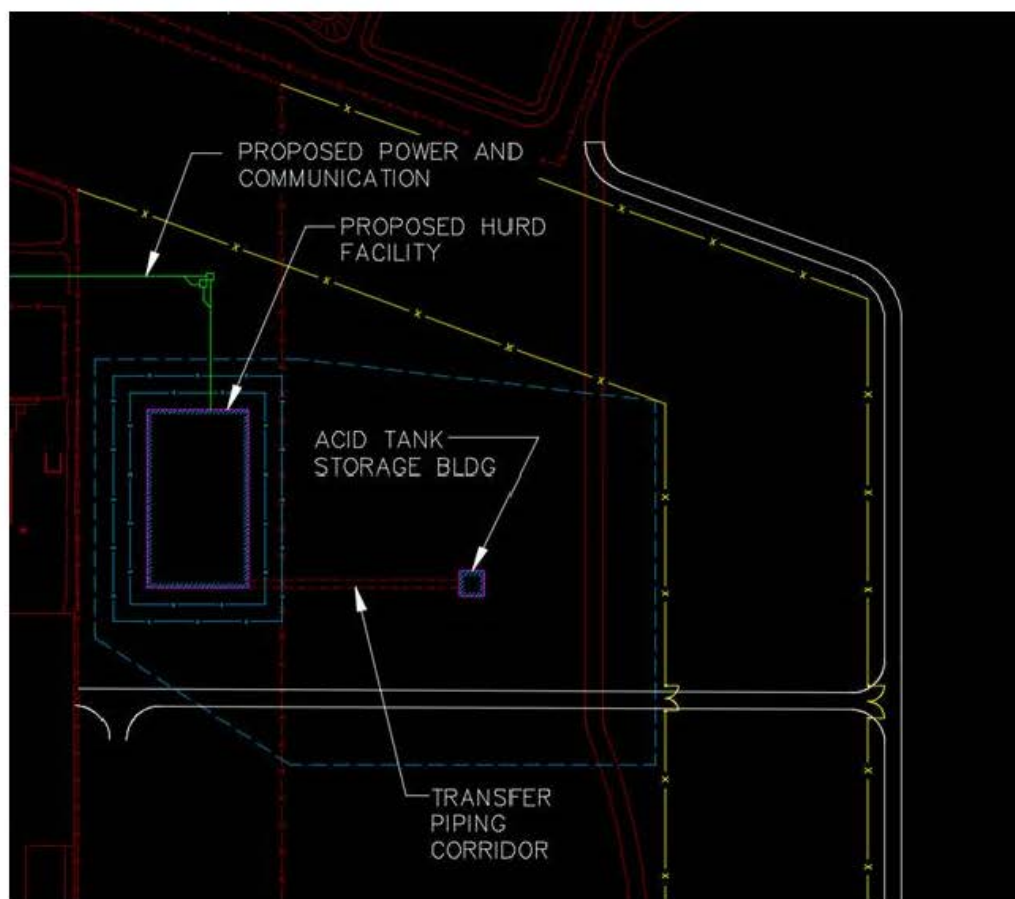 PROPOSED POWER AND
COMMUNICATION
PROPOSED HURD
FACILITY
ACID TANK
STORAGE BLDG
TRANSFER
PIPING
CORRIDOR